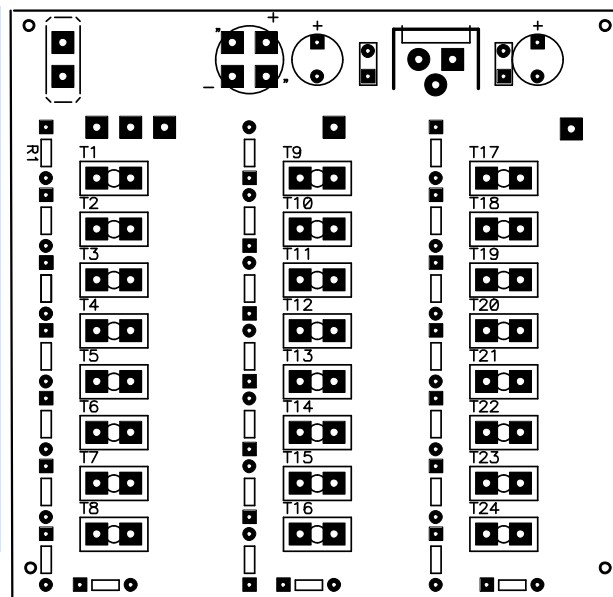 + + +
" "
-
R1
T1 T9 T17
T2 T10 T18
T3 T11 T19
T4 T12 T20
T5 T13 T21
T6 T14 T22
T7 T15 T23
T8 T16 T24